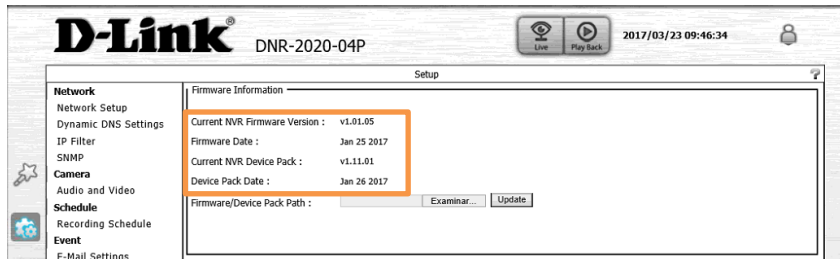 D-Link® DNR-2020-04P
Live
Play Back
2017/03/23 09:46:34
Setup
?
Network
Network Setup
Dynamic DNS Settings
IP Filter
SNMP
Camera
Audio and Video
Schedule
Recording Schedule
Event
E-Mail Settings
Firmware Information
Current NVR Firmware Version : v1.01.05
Firmware Date : Jan 25 2017
Current NVR Device Pack : v1.11.01
Device Pack Date : Jan 26 2017
Firmware/Device Pack Path : Examinar... Update